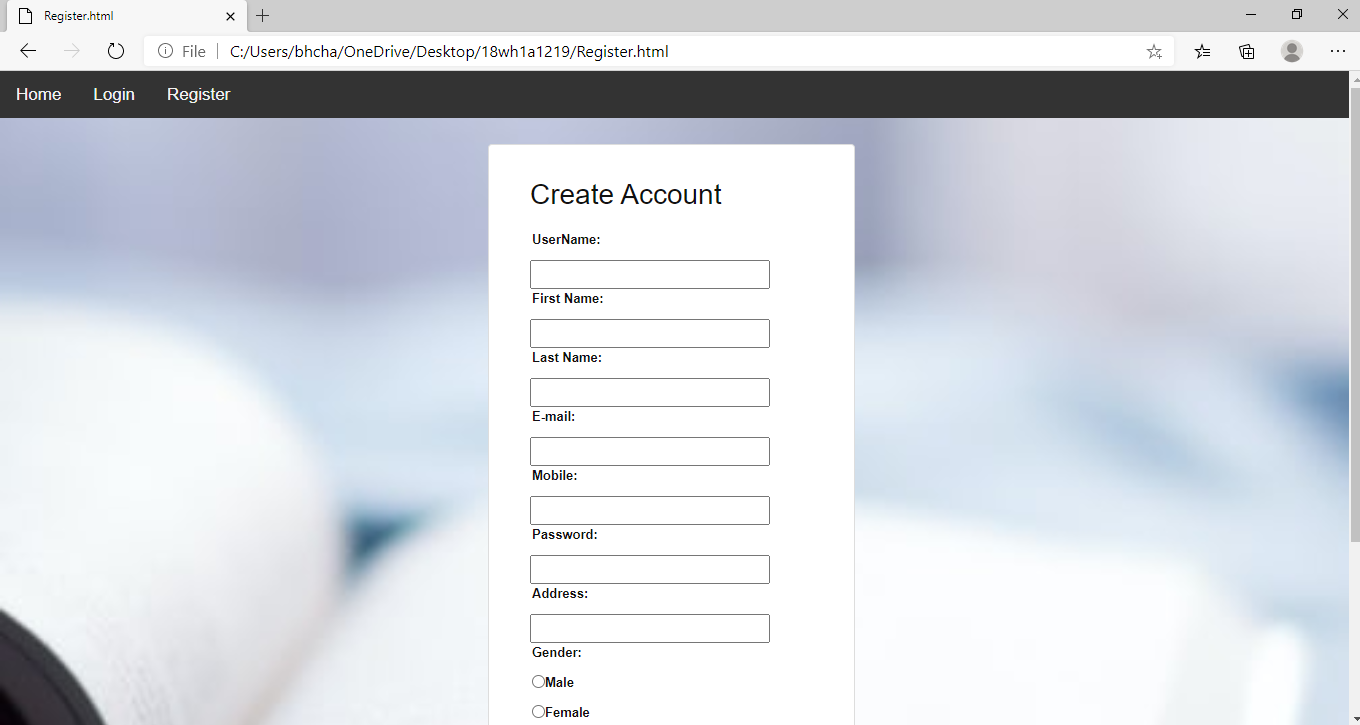 Register.html
File C:/Users/bhcha/OneDrive/Desktop/18wh1a1219/Register.html
Home Login Register
Create Account
UserName:
First Name:
Last Name:
E-mail:
Mobile:
Password:
Address:
Gender:
Male
Female